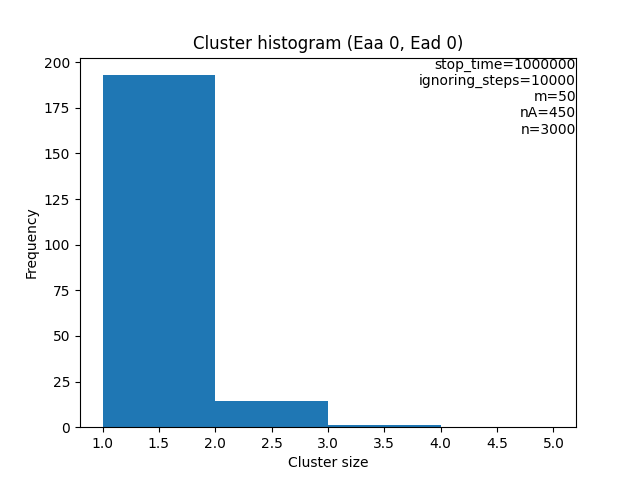 Cluster histogram (Eaa 0, Ead 0)
stop_time=1000000
ignoring_steps=10000
m=50
nA=450
n=3000
Frequency
200
175
150
125
100
75
50
25
0
1.0 1.5 2.0 2.5 3.0 3.5 4.0 4.5 5.0
Cluster size